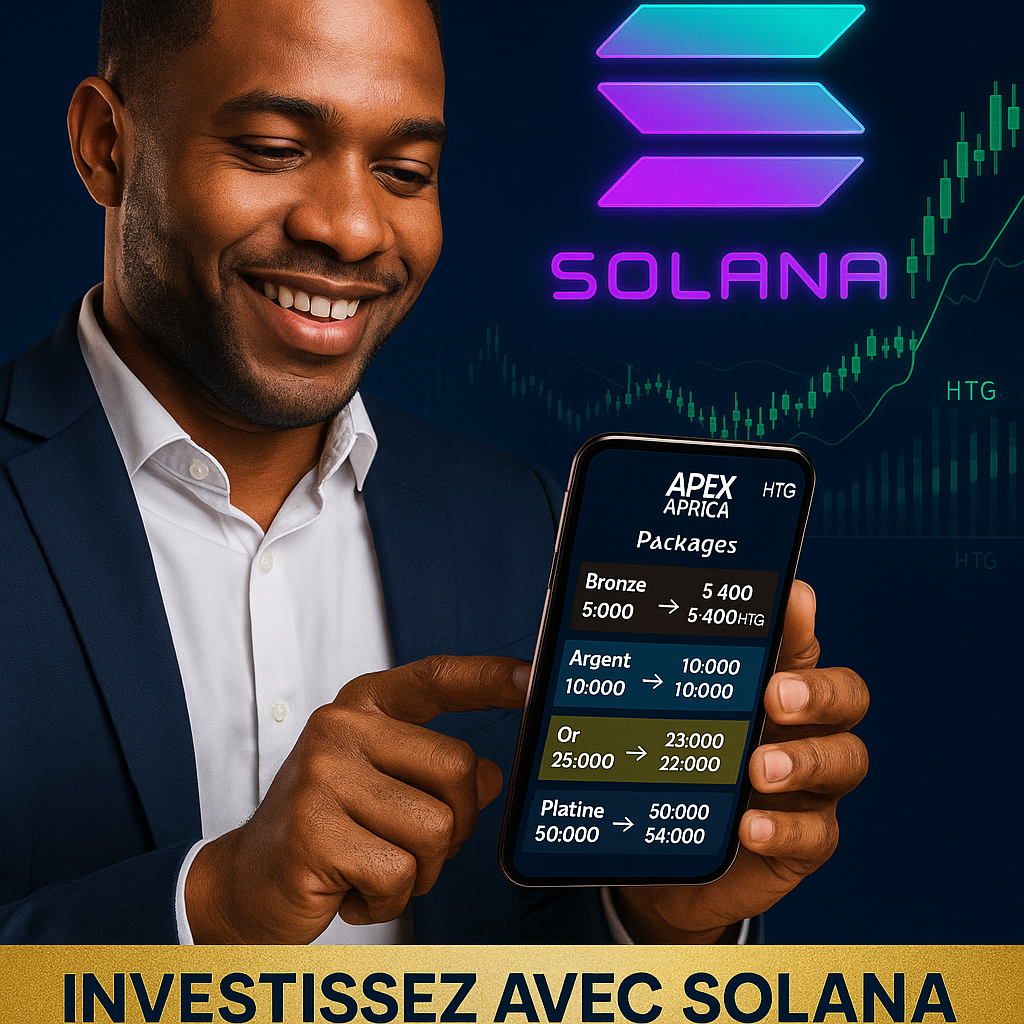 SOLANA
HTG
HTG
APEX
APRICA
HTG
Packages
Bronze
5:000
→
5 400
5·400HTG
Argent
10:000
→
10:000
10:000
Or
25:000
→
23:000
22:000
Platine
50:000
→
50:000
54:000
INVESTISSEZ AVEC SOLANA